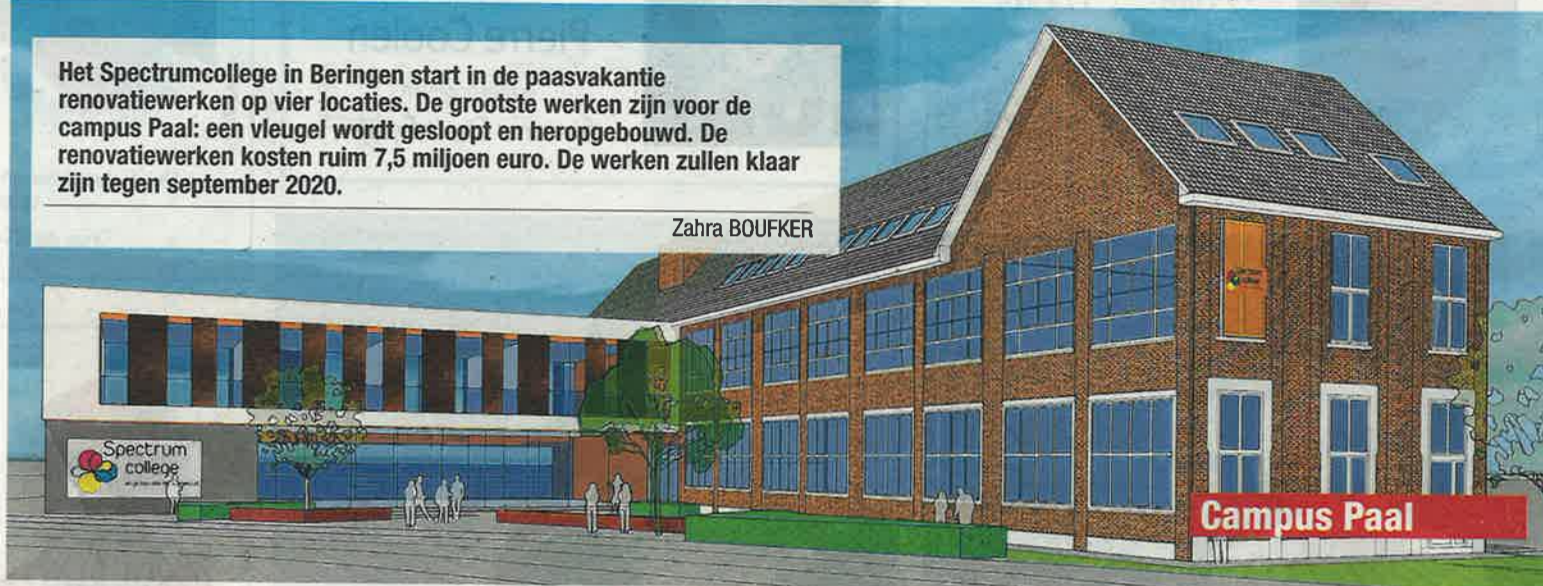 Het Spectrumcollege in Beringen start in de paasvakantie
renovatiewerken op vier locaties. De grootste werken zijn voor de
campus Paal: een vleugel wordt gesloopt en heropgebouwd. De
renovatiewerken kosten ruim 7,5 miljoen euro. De werken zullen klaar
zijn tegen september 2020.
Zahra BOUFKER
Spectrum
college
Spectrum
college
Campus Paal